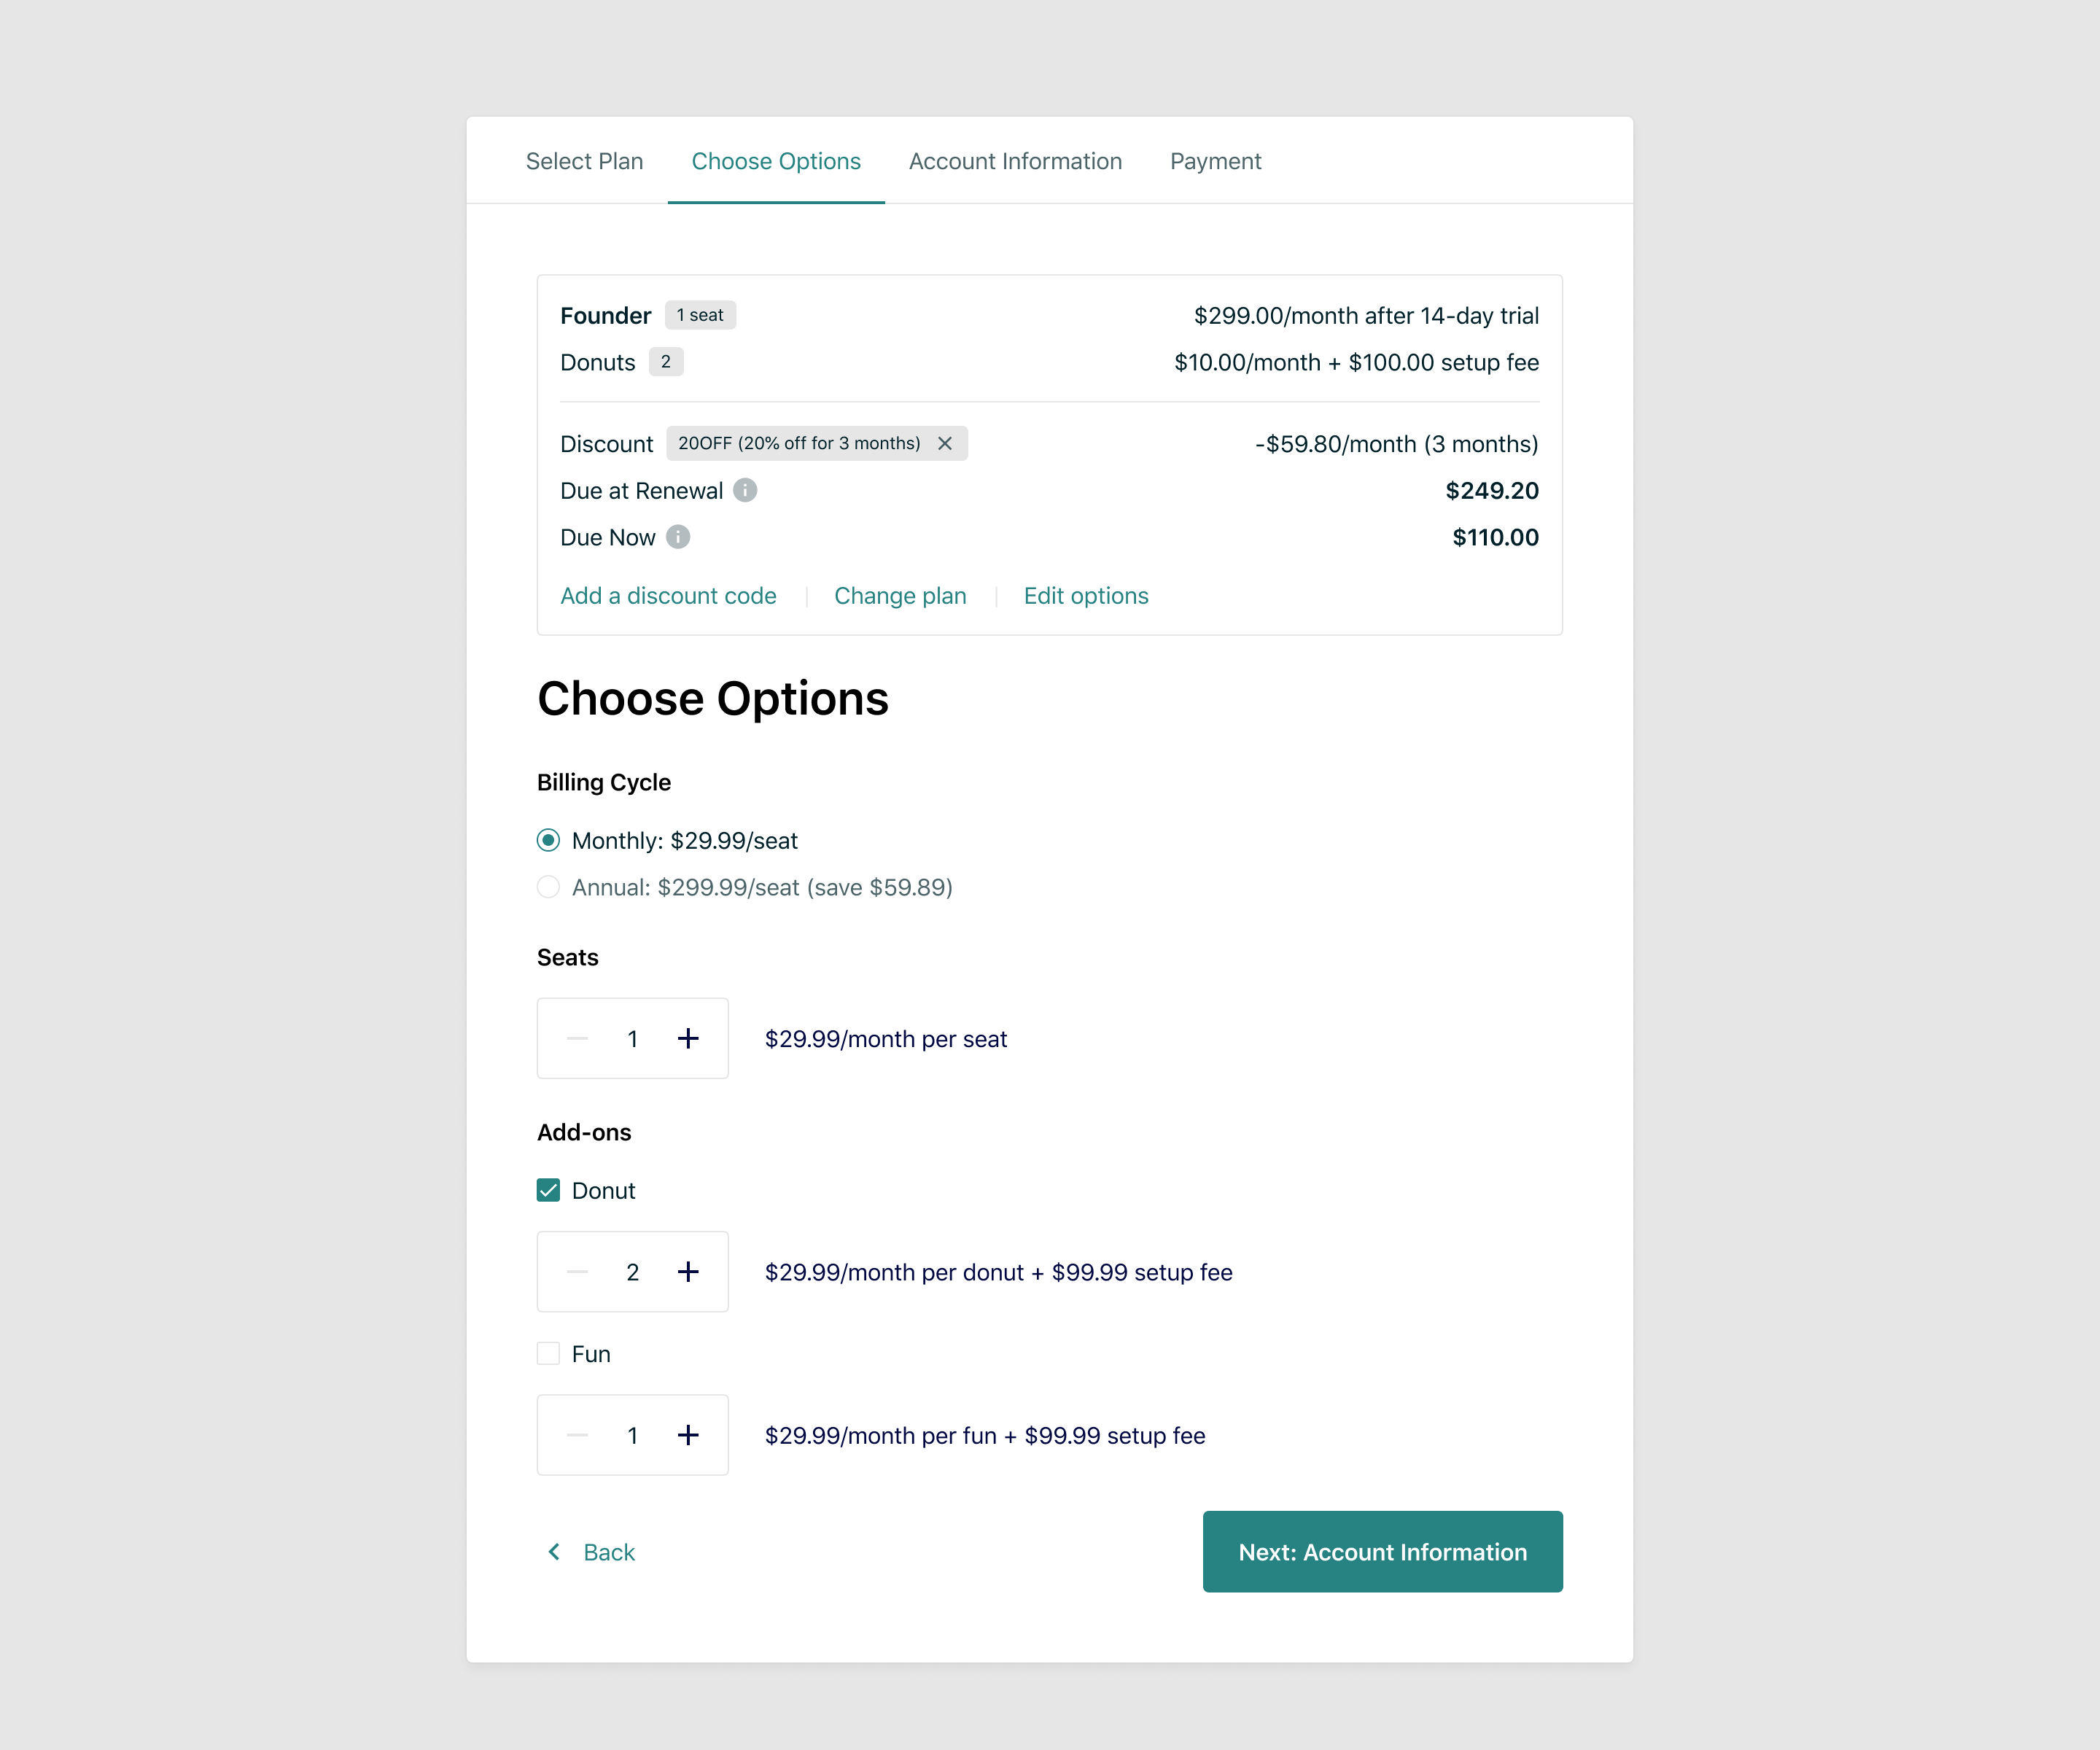 Select Plan Choose Options Account Information Payment
Founder 1 seat $299.00/month after 14-day trial
Donuts 2 $10.00/month + $100.00 setup fee
Discount 20OFF (20% off for 3 months) -$59.80/month (3 months)
Due at Renewal $249.20
Due Now $110.00
Add a discount code Change plan Edit options
Choose Options
Billing Cycle
Monthly: $29.99/seat
Annual: $299.99/seat (save $59.89)
Seats
1 $29.99/month per seat
Add-ons
Donut
2 $29.99/month per donut + $99.99 setup fee
Fun
1 $29.99/month per fun + $99.99 setup fee
Back Next: Account Information